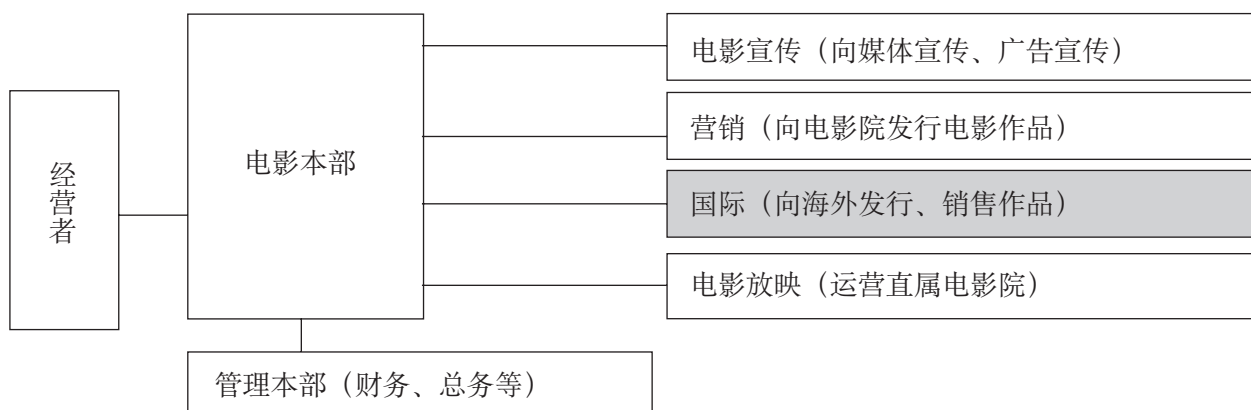 经营者
电影本部
电影宣传（向媒体宣传、广告宣传）
营销（向电影院发行电影作品）
国际（向海外发行、销售作品）
电影放映（运营直属电影院）
管理本部（财务、总务等）